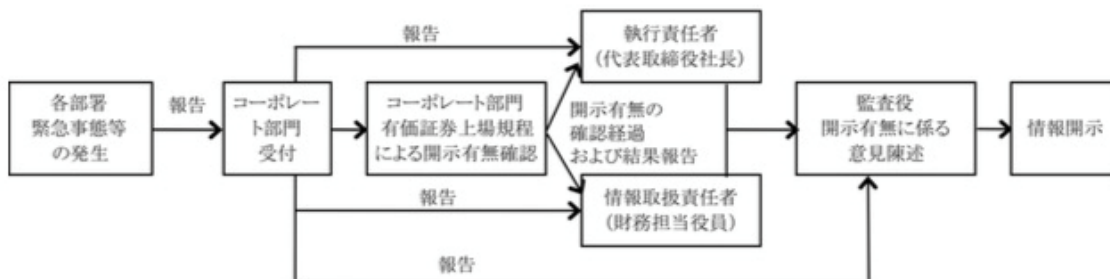 各部署
緊急事態等
の発生
報告
コーポレー
ト部門
受付
報告
コーポレート部門
有価証券上場規程
による開示有無確認
報告
報告
執行責任者
（代表取締役社長）
開示有無の
確認経過
および結果報告
情報取扱責任者
（財務担当役員）
監査役
開示有無に係る
意見陳述
情報開示